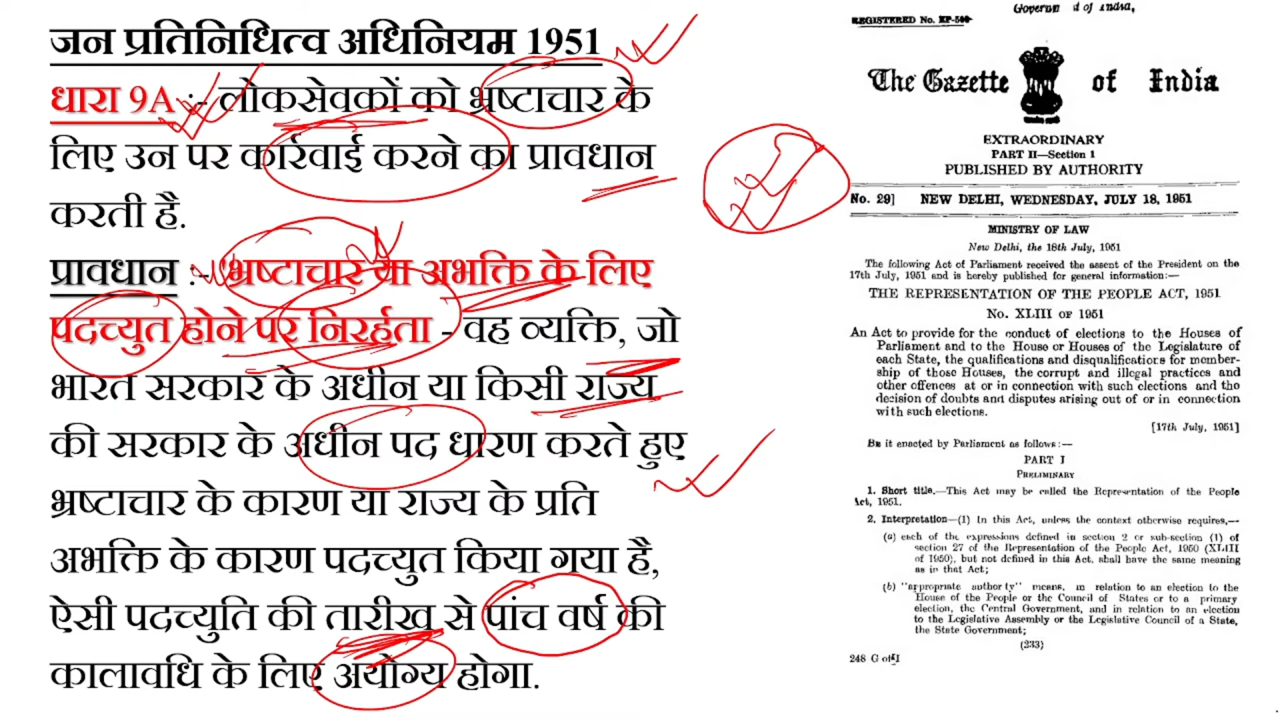 जन प्रतिनिधित्व अधिनियम 1951
धारा 9A :- लोकसेवकों को भ्रष्टाचार के
लिए उन पर कार्रवाई करने का प्रावधान
करती है.
प्रावधान :- भ्रष्टाचार या अभक्ति के लिए
पदच्युत होने पर निरर्हता - वह व्यक्ति, जो
भारत सरकार के अधीन या किसी राज्य
की सरकार के अधीन पद धारण करते हुए
भ्रष्टाचार के कारण या राज्य के प्रति
अभक्ति के कारण पदच्युत किया गया है,
ऐसी पदच्युति की तारीख से पांच वर्ष की
कालावधि के लिए अयोग्य होगा.
of India,
REGISTERED No.
The Gazette of India
EXTRAORDINARY
PART II—Section 1
PUBLISHED BY AUTHORITY
No. 29] NEW DELHI, WEDNESDAY, JULY 18, 1951
MINISTRY OF LAW
New Delhi, the 18th July, 1951
The following Act of Parliament received the assent of the President on the
17th July, 1951 and is hereby published for general information:—
THE REPRESENTATION OF THE PEOPLE ACT, 1951
No. XLIII OF 1951
An Act to provide for the conduct of elections to the Houses of
Parliament and to the House or Houses of the Legislature of
each State, the qualifications and disqualifications for member-
ship of those Houses, the corrupt and illegal practices and
other offences at or in connection with such elections and the
decision of doubts and disputes arising out of or in connection
with such elections.
[17th July, 1951]
BE it enacted by Parliament as follows:—
PART I
PRELIMINARY
1. Short title.—This Act may be called the Representation of the People
Act, 1951.
2. Interpretation—(1) In this Act, unless the context otherwise requires,—
(a) each of the expressions defined in section 2 or sub-section (1) of
section 27 of the Representation of the People Act, 1950 (XLIII
of 1950), but not defined in this Act, shall have the same meaning
as in that Act;
(b) "appropriate authority" means, in relation to an election to the
House of the People or the Council of States or to a primary
election, the Central Government, and in relation to an election
to the Legislative Assembly or the Legislative Council of a State,
the State Government;
(233)
248 G of I